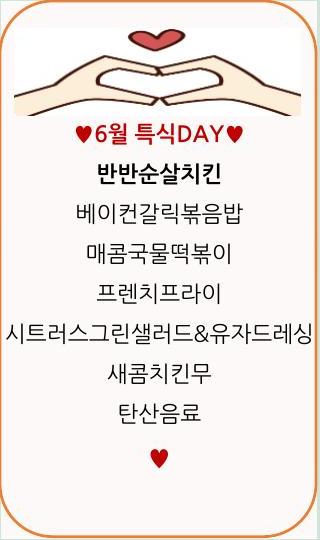 ♥6월 특식DAY♥
반반순살치킨
베이컨갈릭볶음밥
매콤국물떡볶이
프렌치프라이
시트러스그린샐러드&유자드레싱
새콤치킨무
탄산음료
♥